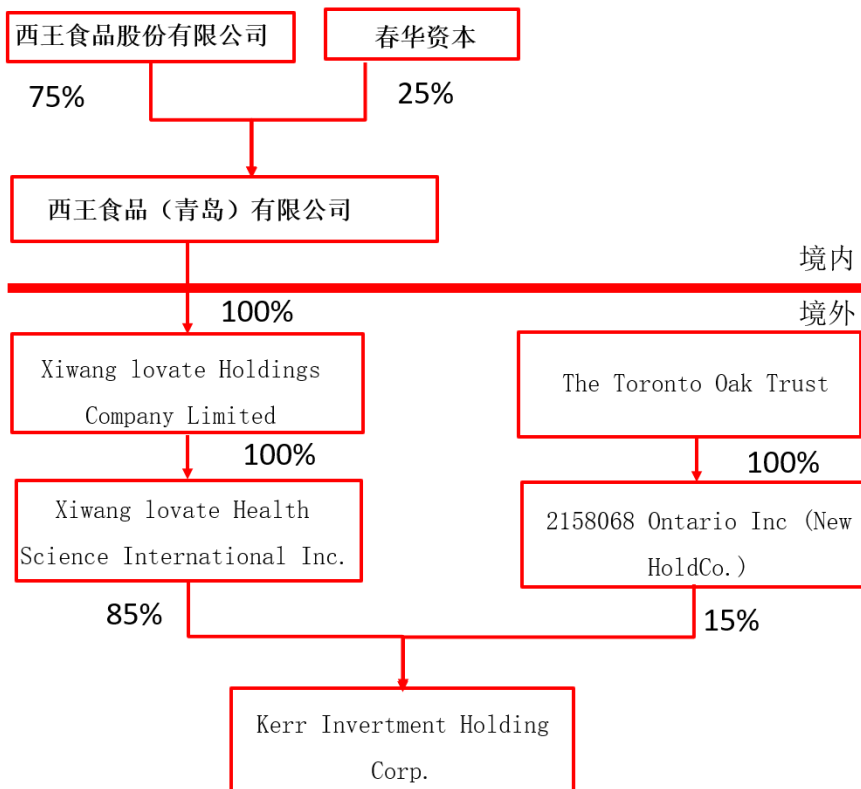 西王食品股份有限公司
春华资本
75%
25%
西王食品（青岛）有限公司
境内
境外
100%
Xiwang lovate Holdings
Company Limited
The Toronto Oak Trust
100%
100%
Xiwang lovate Health
Science International Inc.
2158068 Ontario Inc (New
HoldCo.)
85%
15%
Kerr Invertment Holding
Corp.